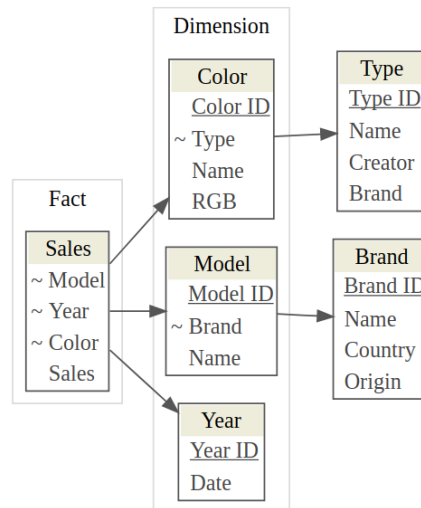 Dimension
Color
Color ID
~ Type
Name
RGB
Type
Type ID
Name
Creator
Brand
Fact
Sales
~ Model
~ Year
~ Color
Sales
Model
Model ID
~ Brand
Name
Brand
Brand ID
Name
Country
Origin
Year
Year ID
Date